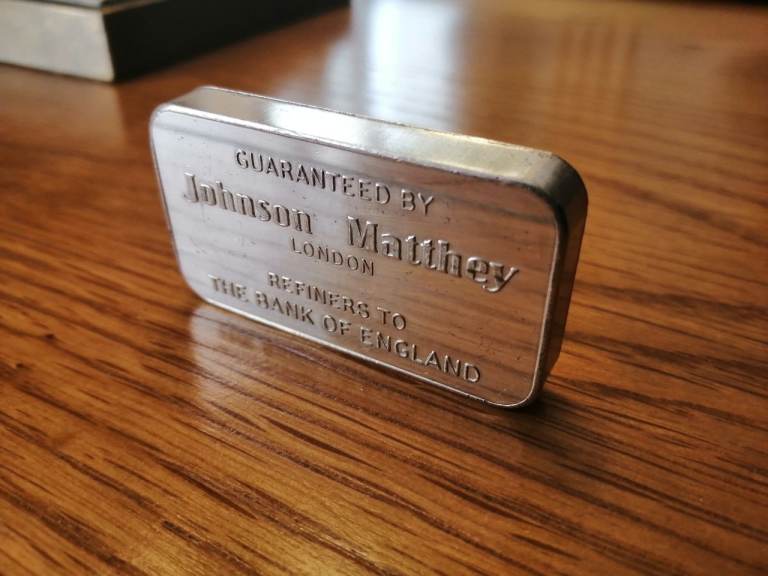 GUARANTEED BY
Johnson Matthey
LONDON
REFINERS TO
THE BANK OF ENGLAND